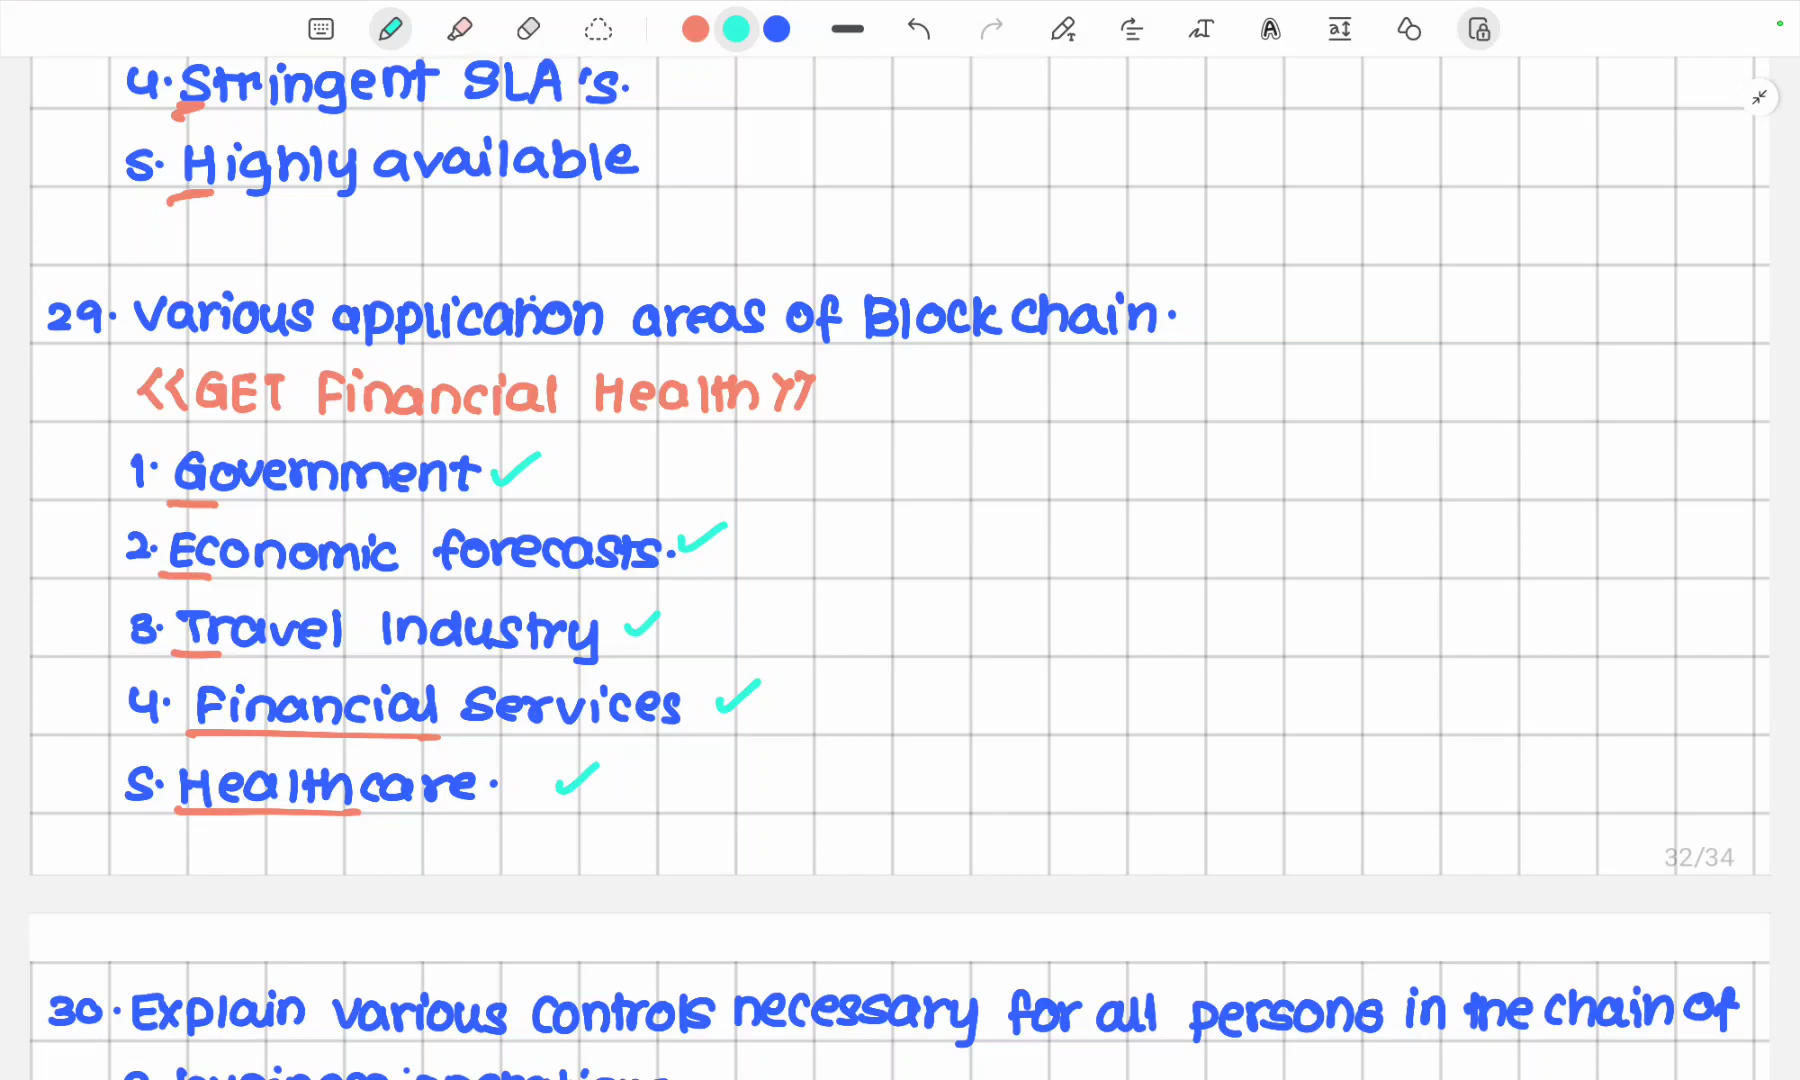 4. Stringent SLA's.
5. Highly available
29. Various application areas of Blockchain.
<<GET Financial Health>>
1. Government ✓
2. Economic forecasts. ✓
3. Travel Industry ✓
4. Financial Services ✓
5. Healthcare. ✓
32/34
30. Explain various controls necessary for all persons in the chain of